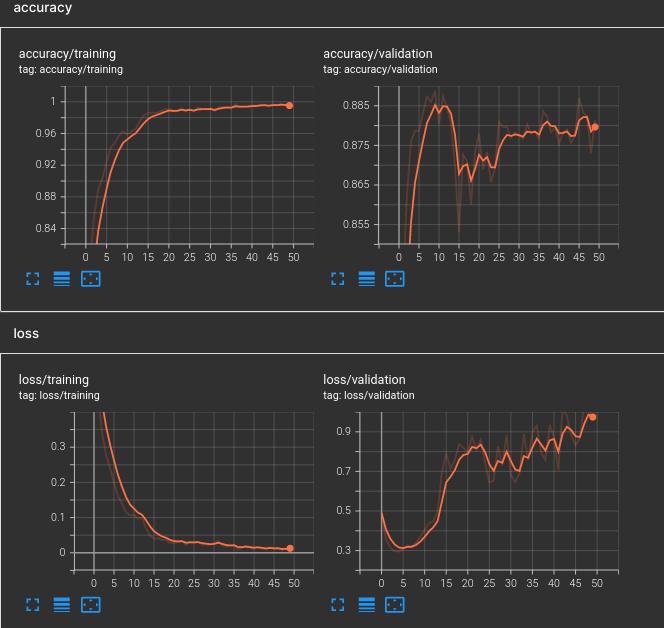 accuracy
accuracy/training
tag: accuracy/training
1
0.96
0.92
0.88
0.84
0 5 10 15 20 25 30 35 40 45 50
accuracy/validation
tag: accuracy/validation
0.885
0.875
0.865
0.855
0 5 10 15 20 25 30 35 40 45 50
loss
loss/training
tag: loss/training
0.3
0.2
0.1
0
0 5 10 15 20 25 30 35 40 45 50
loss/validation
tag: loss/validation
0.9
0.7
0.5
0.3
0 5 10 15 20 25 30 35 40 45 50